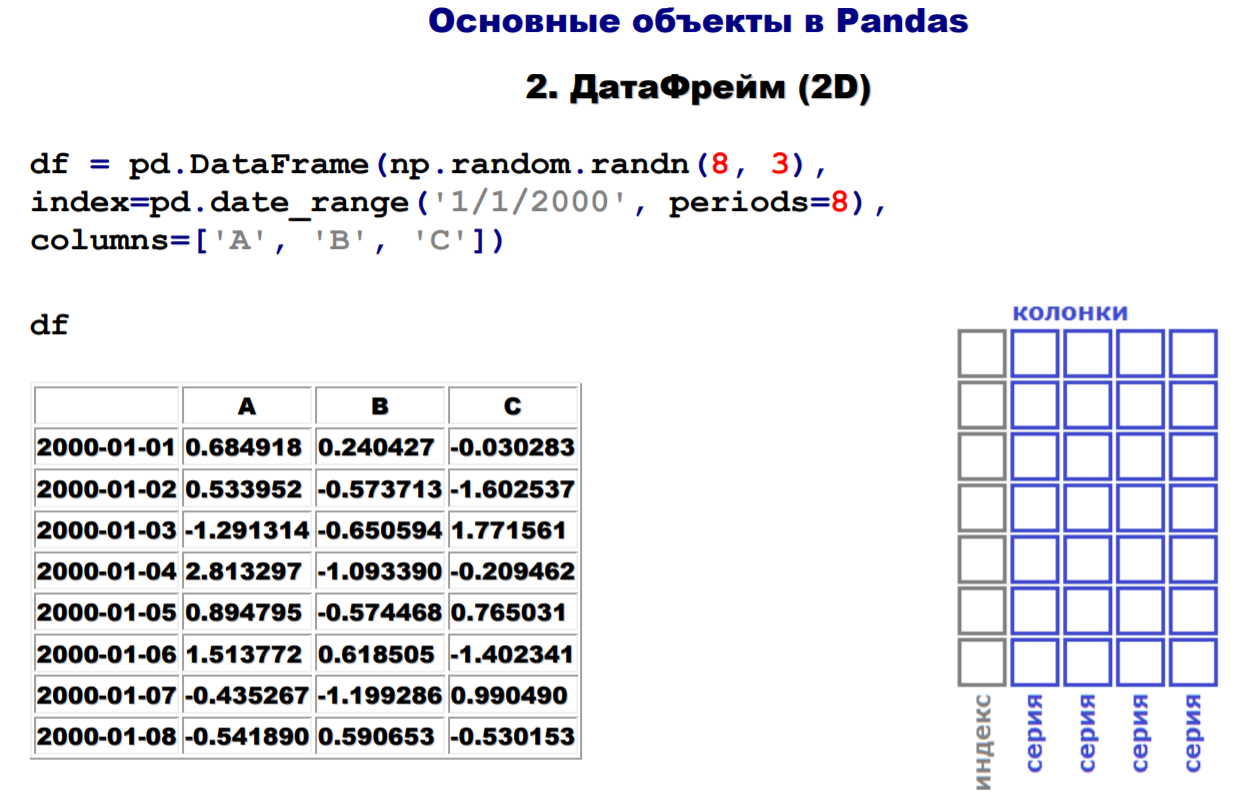 Основные объекты в Pandas
2. ДатаФрейм (2D)
df = pd.DataFrame(np.random.randn(8, 3),
index=pd.date_range('1/1/2000', periods=8),
columns=['A', 'B', 'C'])
df
A B C
2000-01-01 0.684918 0.240427 -0.030283
2000-01-02 0.533952 -0.573713 -1.602537
2000-01-03 -1.291314 -0.650594 1.771561
2000-01-04 2.813297 -1.093390 -0.209462
2000-01-05 0.894795 -0.574468 0.765031
2000-01-06 1.513772 0.618505 -1.402341
2000-01-07 -0.435267 -1.199286 0.990490
2000-01-08 -0.541890 0.590653 -0.530153
колонки
индекс
серия
серия
серия
серия